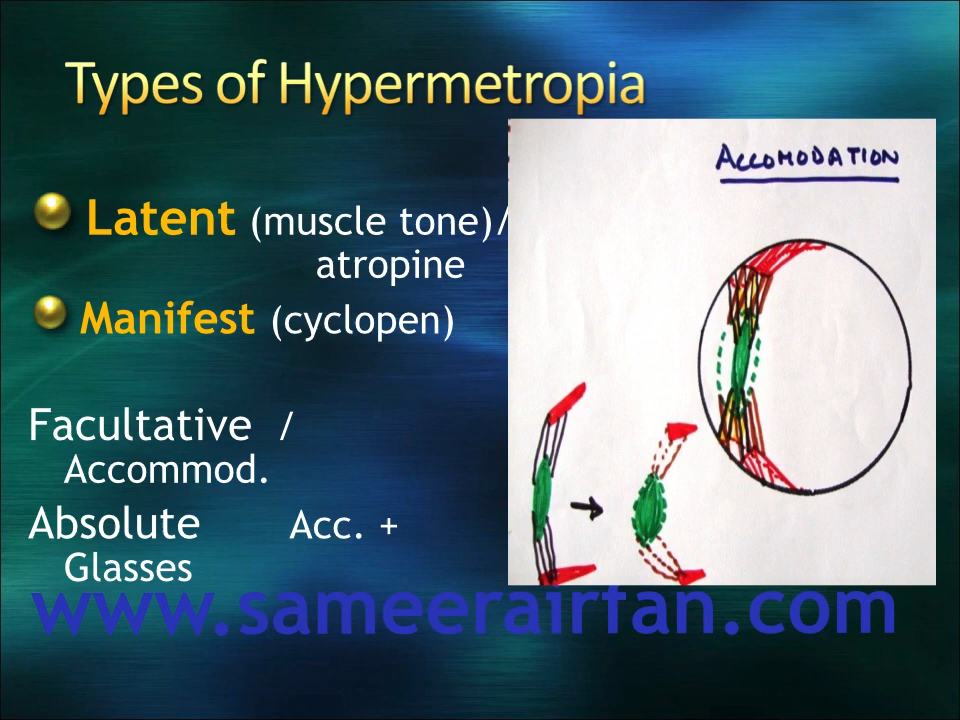 Types of Hypermetropia
Latent (muscle tone)/
atropine
Manifest (cyclopen)
Facultative /
Accommod.
Absolute Acc. +
Glasses
ACCOMODATION
www.sameerairfan.com